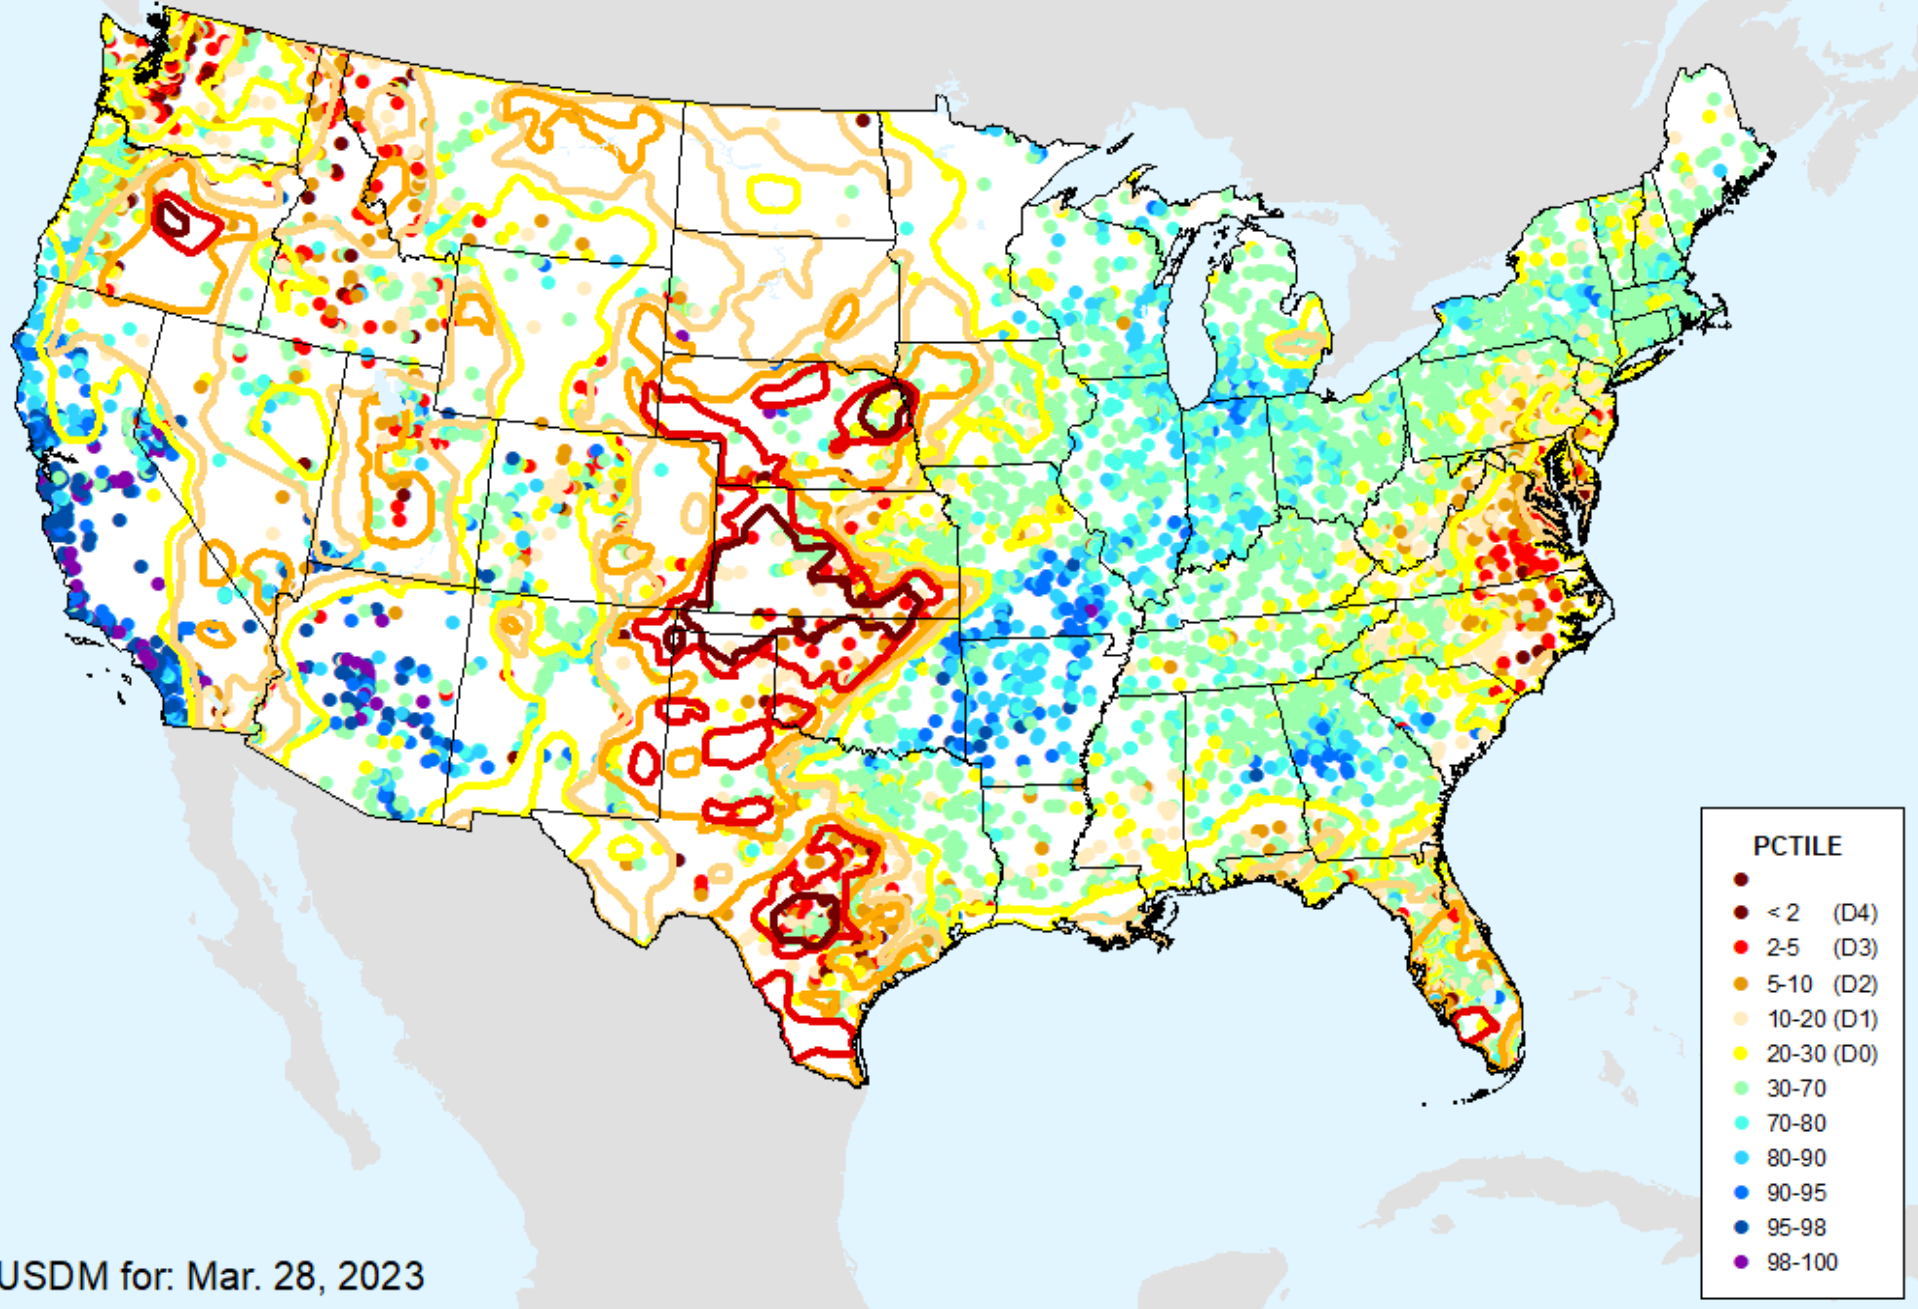 PCTILE
< 2 (D4)
2-5 (D3)
5-10 (D2)
10-20 (D1)
20-30 (D0)
30-70
70-80
80-90
90-95
95-98
98-100
USDM for: Mar. 28, 2023